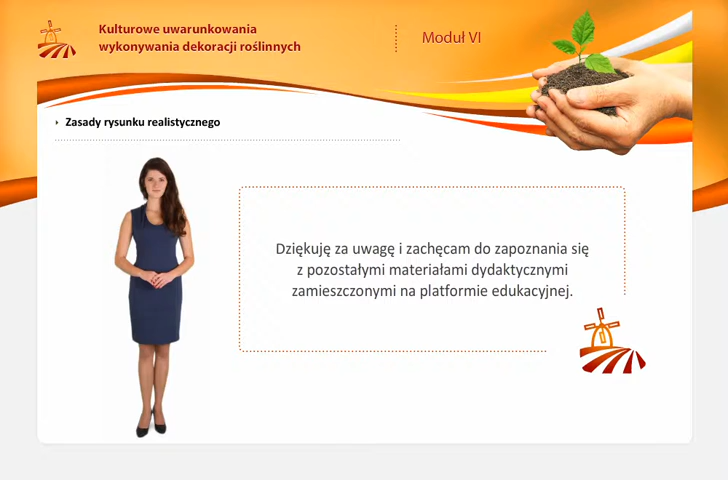 Kulturowe uwarunkowania
wykonywania dekoracji roślinnych
Moduł VI
Zasady rysunku realistycznego
Dziękuję za uwagę i zachęcam do zapoznania się
z pozostałymi materiałami dydaktycznymi
zamieszczonymi na platformie edukacyjnej.